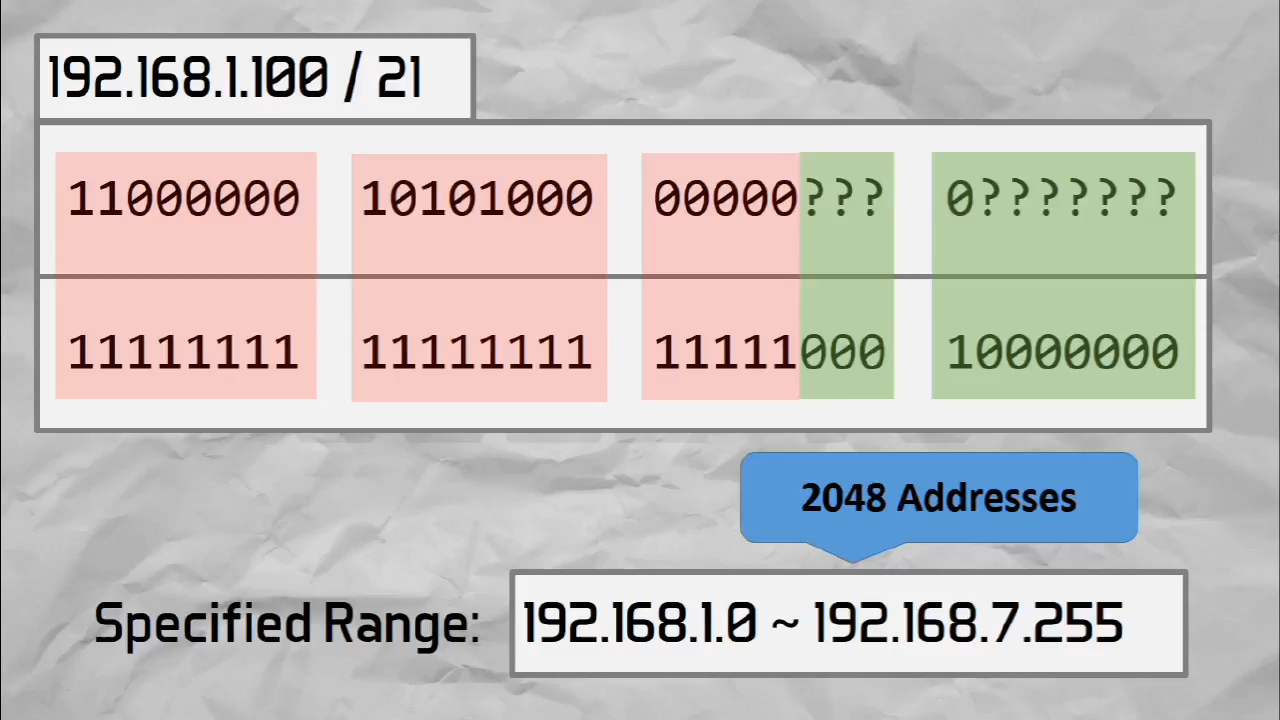 192.168.1.100 / 21
11000000 10101000 00000??? 0???????
11111111 11111111 11111000 10000000
2048 Addresses
Specified Range: 192.168.1.0 ~ 192.168.7.255